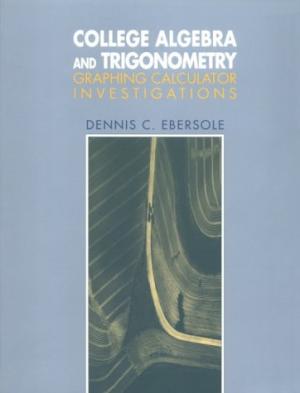 COLLEGE ALGEBRA
AND TRIGONOMETRY
GRAPHING CALCULATOR
INVESTIGATIONS
DENNIS C. EBERSOLE